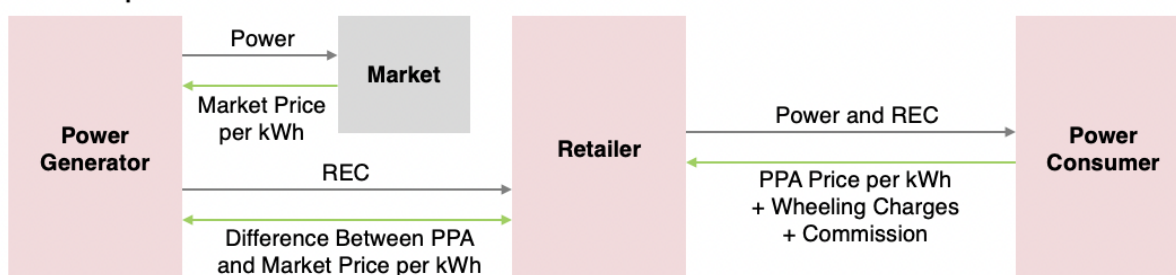 Power
Market
Market Price
per kWh
Power
Generator
REC
Difference Between PPA
and Market Price per kWh
Retailer
Power and REC
PPA Price per kWh
+ Wheeling Charges
+ Commission
Power
Consumer